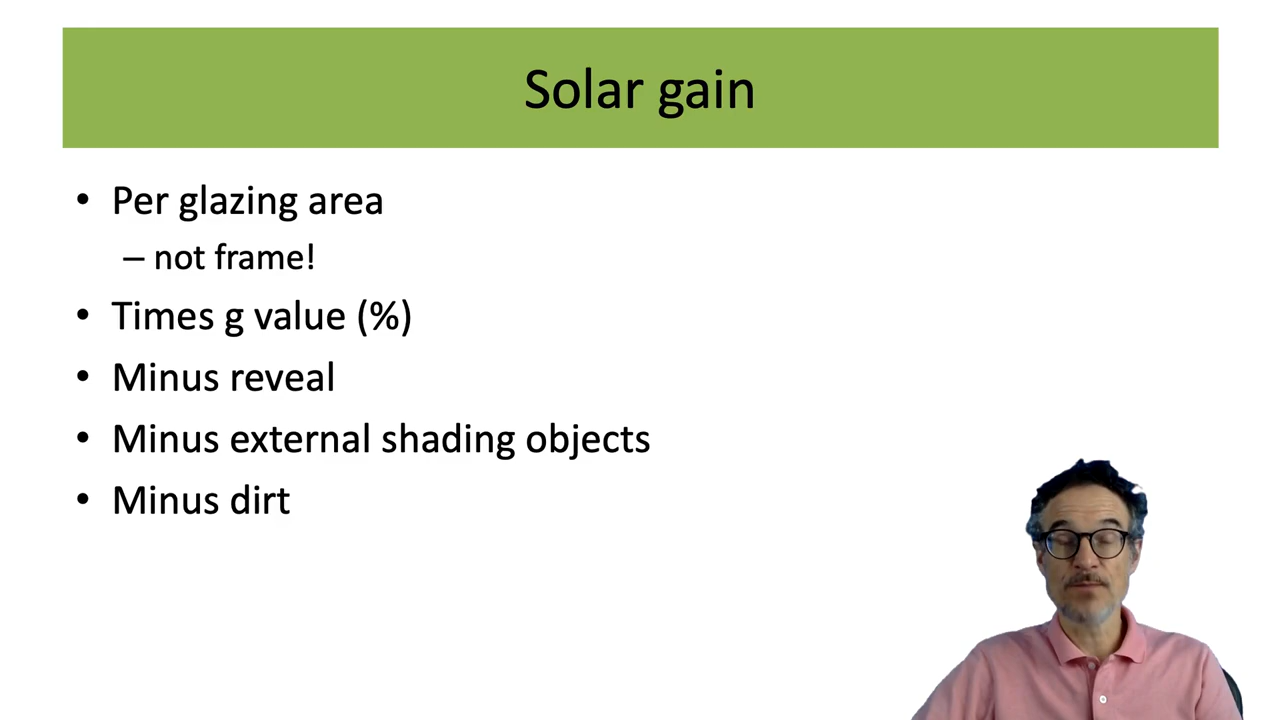 Solar gain
• Per glazing area
– not frame!
• Times g value (%)
• Minus reveal
• Minus external shading objects
• Minus dirt